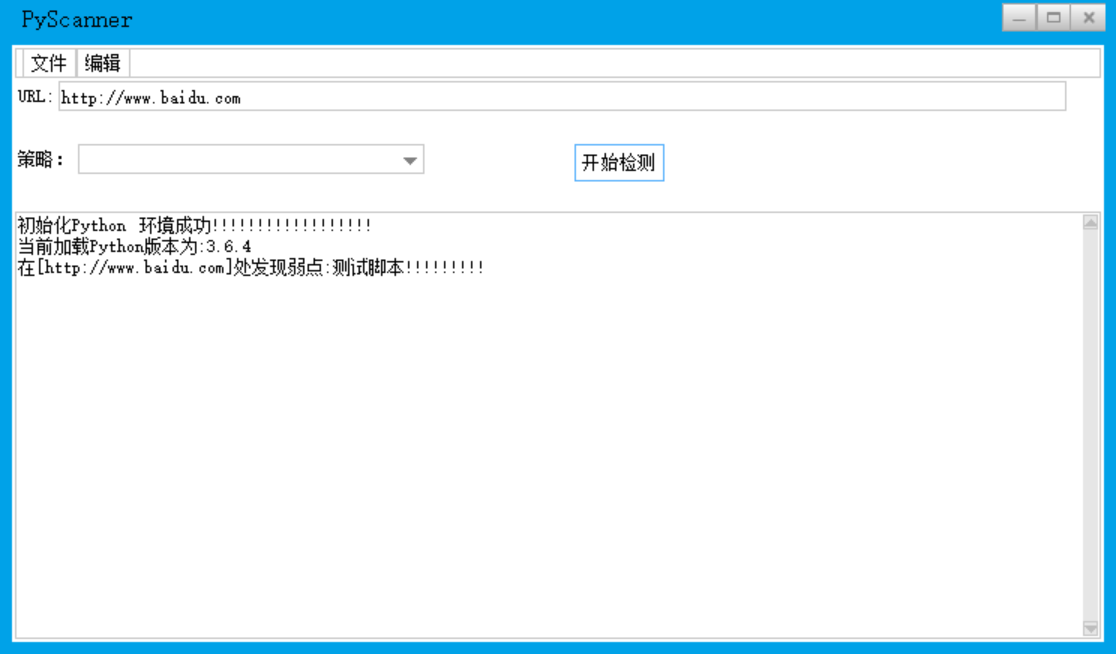 PyScanner
文件 编辑
URL: http://www.baidu.com
策略： 开始检测
初始化Python 环境成功!!!!!!!!!!!!!!!!!!
当前加载Python版本为:3.6.4
在[http://www.baidu.com]处发现弱点:测试脚本!!!!!!!!!